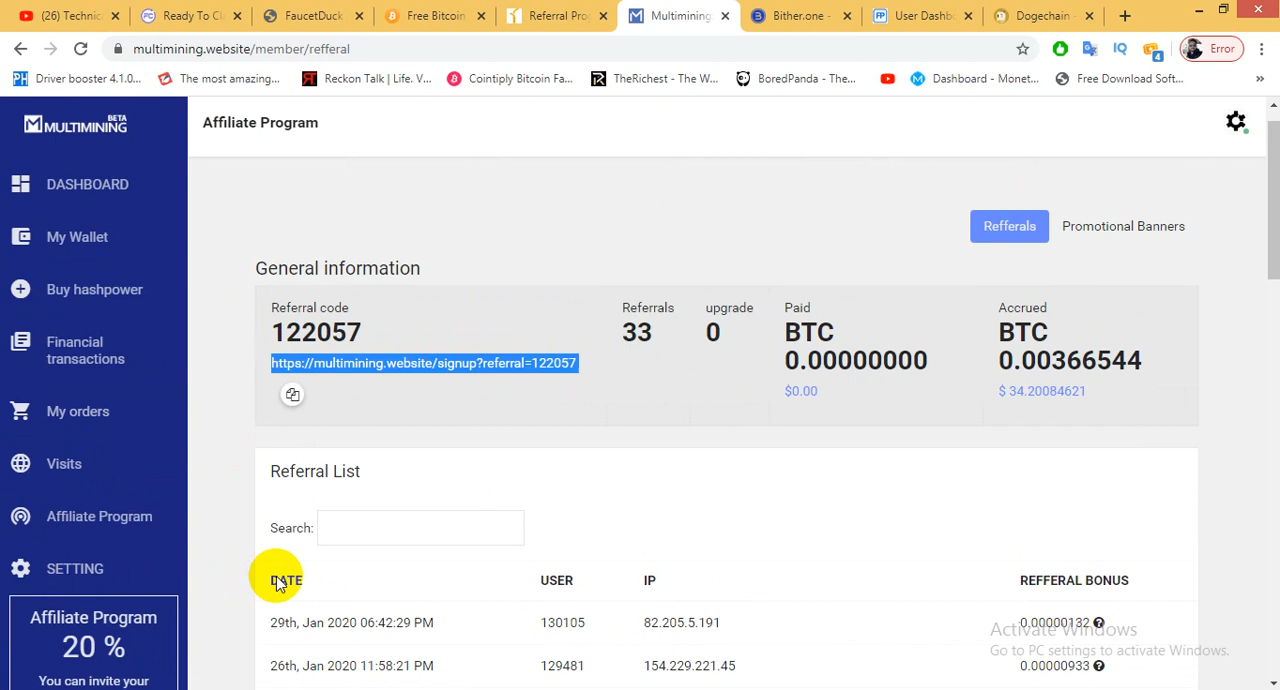 (26) Technic
Ready To Cl
FaucetDuck
Free Bitcoin
Referral Pro
Multimining
Bither.one -
User Dashb
Dogechain -
multimining.website/member/refferal
Error
Driver booster 4.1.0...
The most amazing...
Reckon Talk | Life. V...
Cointiply Bitcoin Fa...
TheRichest - The W...
BoredPanda - The...
Dashboard - Monet...
Free Download Soft...
MULTIMINING BETA
Affiliate Program
DASHBOARD
My Wallet
Buy hashpower
Financial
transactions
My orders
Visits
Affiliate Program
SETTING
Affiliate Program
20 %
You can invite your
Refferals
Promotional Banners
General information
Referral code
122057
https://multimining.website/signup?referral=122057
Referrals
33
upgrade
0
Paid
BTC
0.00000000
$0.00
Accrued
BTC
0.00366544
$ 34.20084621
Referral List
Search:
DATE USER IP REFFERAL BONUS
29th, Jan 2020 06:42:29 PM 130105 82.205.5.191 0.00000132
26th, Jan 2020 11:58:21 PM 129481 154.229.221.45 0.00000933
Activate Windows
Go to PC settings to activate Windows.